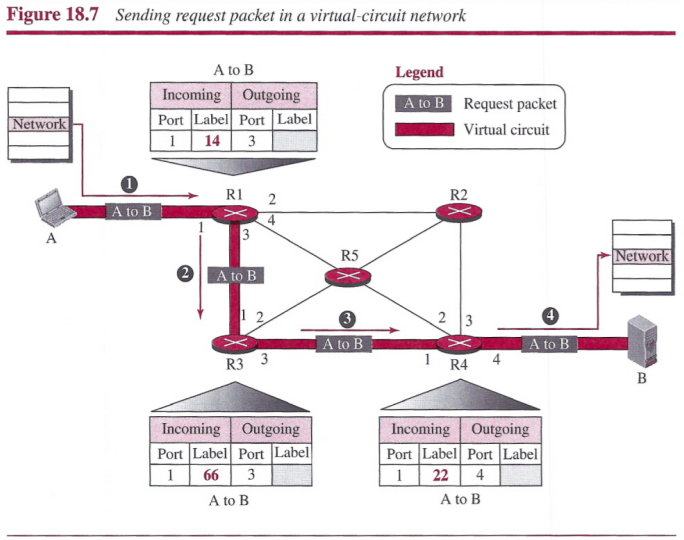 Figure 18.7 Sending request packet in a virtual-circuit network
A to B
Incoming Outgoing
Port Label Port Label
1 14 3
Legend
A to B Request packet
Virtual circuit
Network
1
A to B
A
R1
1
2
4
3
R2
2
A to B
R5
Network
1 2
3
A to B
R3
3
2 3
1
R4
4
4
A to B
B
Incoming Outgoing
Port Label Port Label
1 66 3
A to B
Incoming Outgoing
Port Label Port Label
1 22 4
A to B